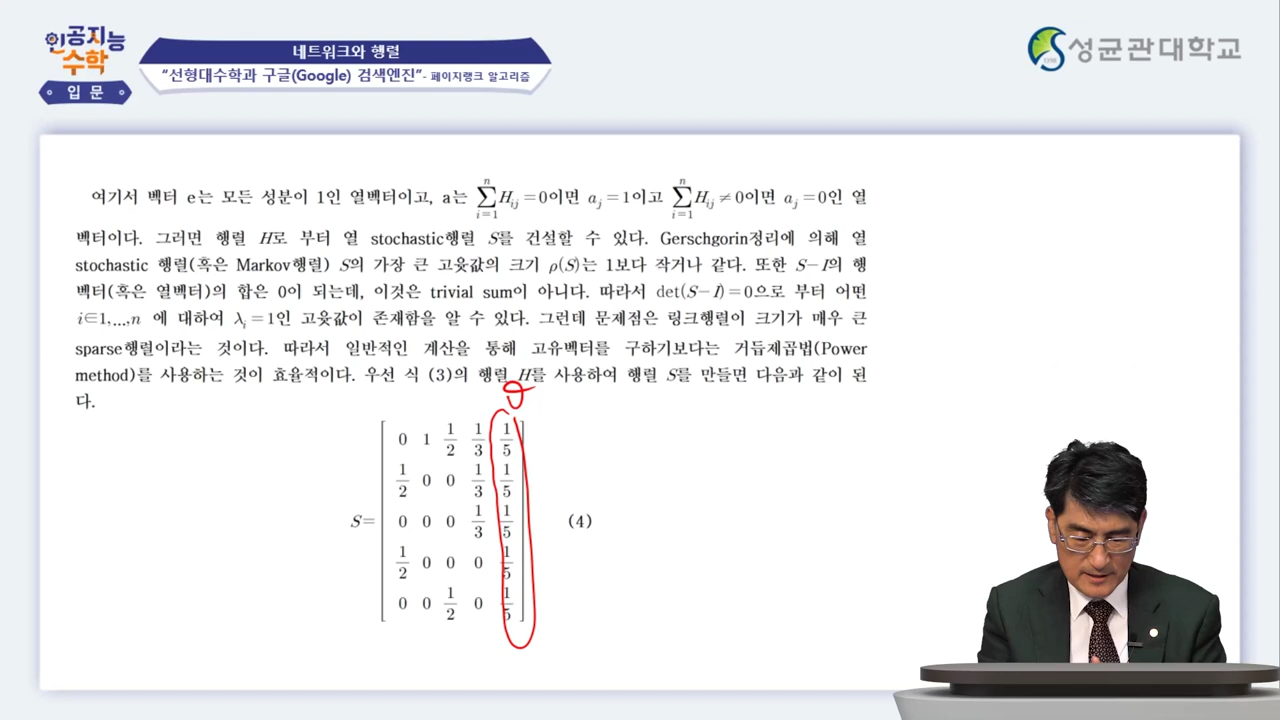 인공지능
수학
입 문
네트워크와 행렬
“선형대수학과 구글(Google) 검색엔진”- 페이지랭크 알고리즘
성균관대학교
여기서 벡터 e는 모든 성분이 1인 열벡터이고, a는 $\sum_{i=1}^{n} H_{ij}=0$이면 $a_j=1$이고 $\sum_{i=1}^{n} H_{ij}\neq 0$이면 $a_j=0$인 열
벡터이다. 그러면 행렬 H로 부터 열 stochastic행렬 S를 건설할 수 있다. Gerschgorin정리에 의해 열
stochastic 행렬(혹은 Markov행렬) S의 가장 큰 고윳값의 크기 ρ(S)는 1보다 작거나 같다. 또한 S−I의 행
벡터(혹은 열벡터)의 합은 0이 되는데, 이것은 trivial sum이 아니다. 따라서 det(S−I)=0으로 부터 어떤
i∈1,...,n 에 대하여 $λ_i=1$인 고윳값이 존재함을 알 수 있다. 그런데 문제점은 링크행렬이 크기가 매우 큰
sparse행렬이라는 것이다. 따라서 일반적인 계산을 통해 고유벡터를 구하기보다는 거듭제곱법(Power
method)를 사용하는 것이 효율적이다. 우선 식 (3)의 행렬 H를 사용하여 행렬 S를 만들면 다음과 같이 된
다.
0 1 1/2 1/3 1/5
1/2 0 0 1/3 1/5
S= 0 0 0 1/3 1/5 (4)
1/2 0 0 0 1/5
0 0 1/2 0 1/5